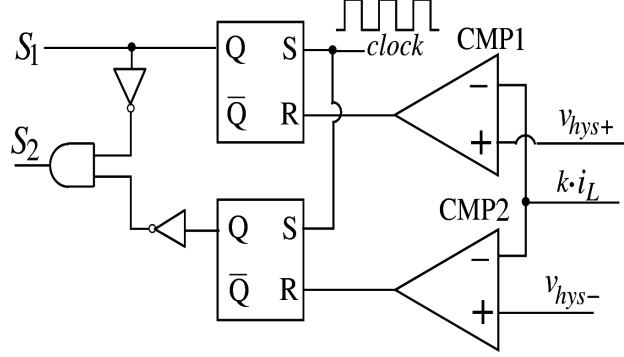 S1
Q S
clock
CMP1
Q̅ R
vhys+
S2
k·iL
CMP2
Q S
Q̅ R
vhys−
− +
− +